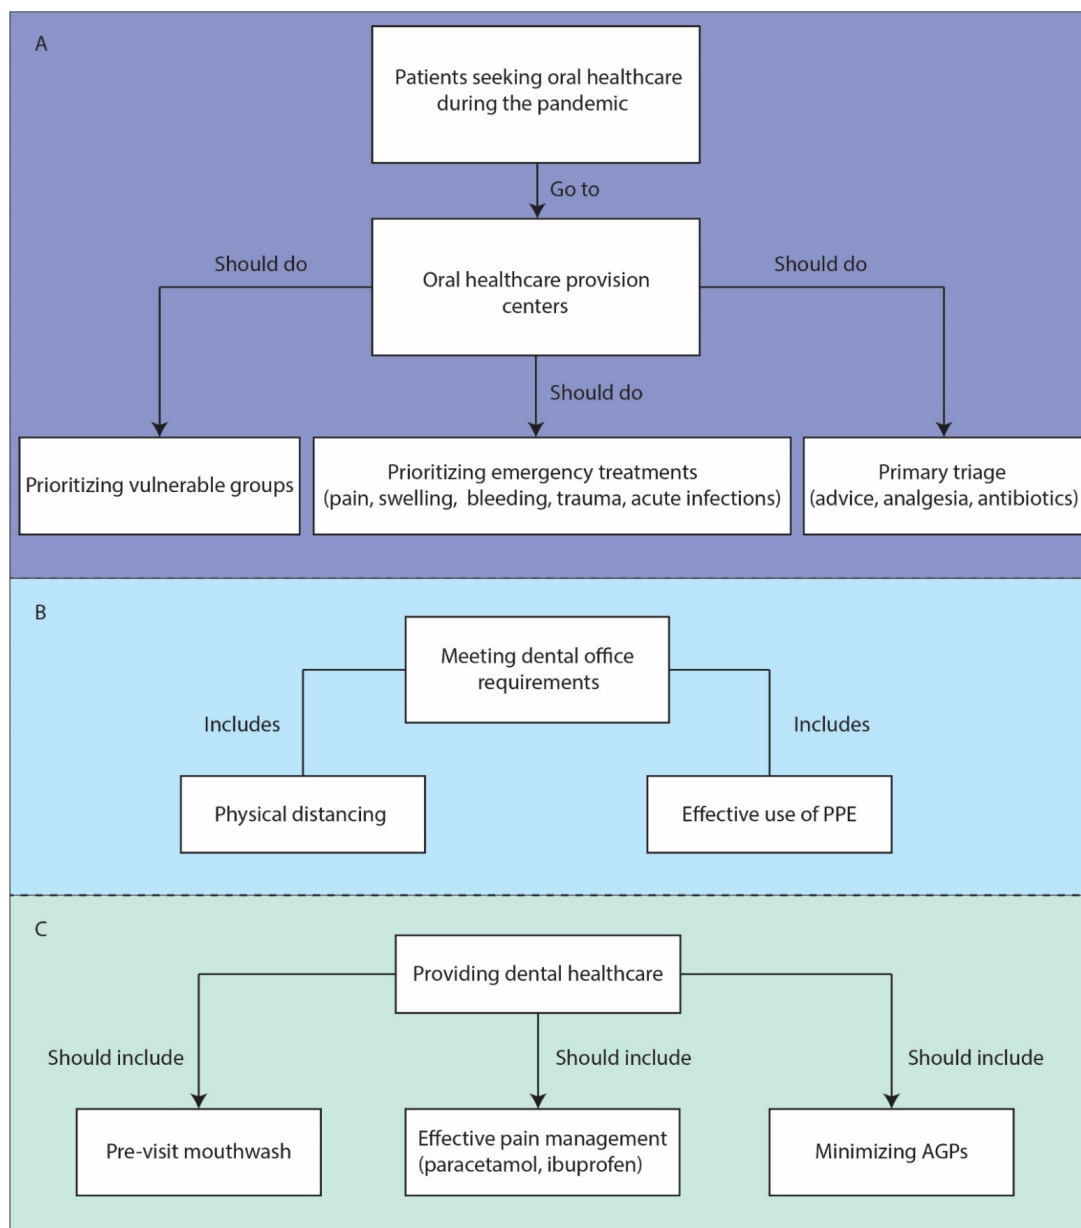 A
Patients seeking oral healthcare
during the pandemic
Go to
Should do
Should do
Oral healthcare provision
centers
Should do
Prioritizing vulnerable groups
Prioritizing emergency treatments
(pain, swelling, bleeding, trauma, acute infections)
Primary triage
(advice, analgesia, antibiotics)
B
Meeting dental office
requirements
Includes
Includes
Physical distancing
Effective use of PPE
C
Providing dental healthcare
Should include
Should include
Should include
Pre-visit mouthwash
Effective pain management
(paracetamol, ibuprofen)
Minimizing AGPs